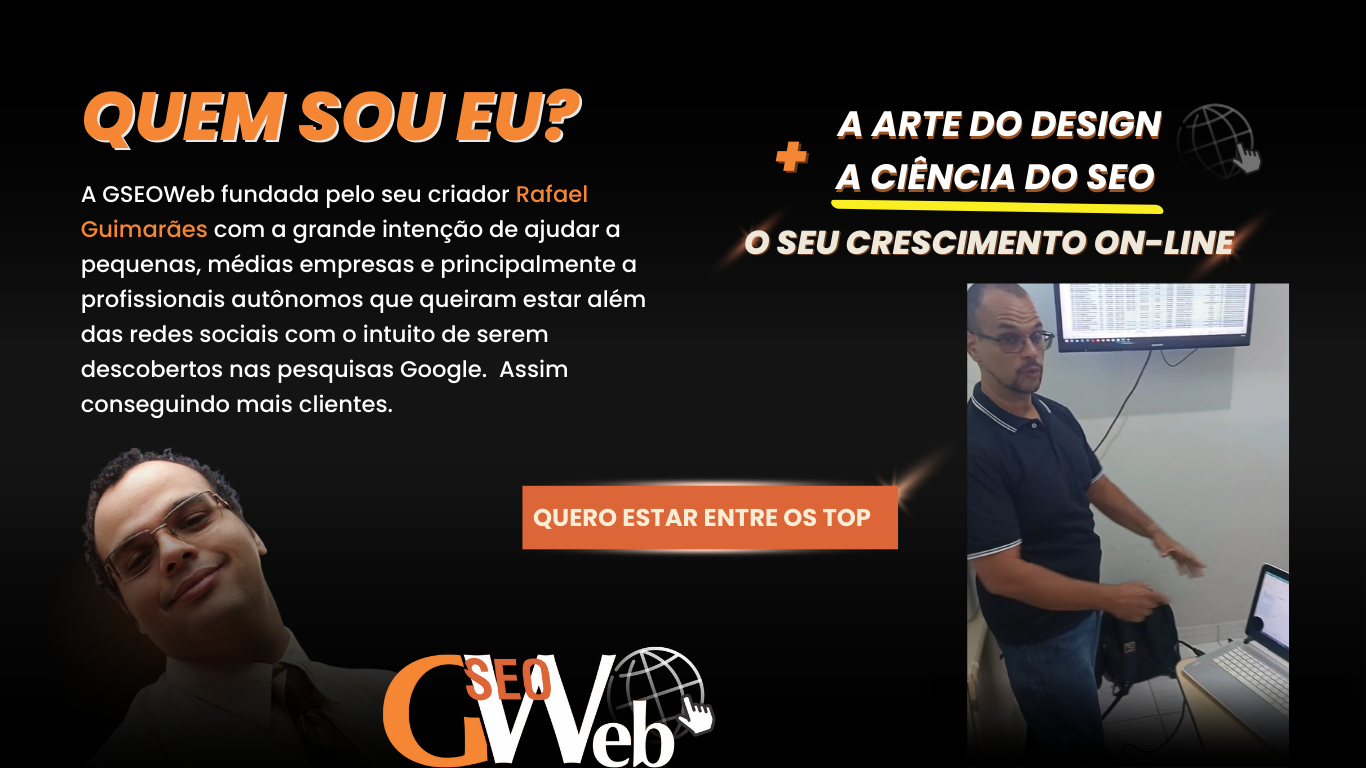 QUEM SOU EU?
A GSEOWeb fundada pelo seu criador Rafael
Guimarães com a grande intenção de ajudar a
pequenas, médias empresas e principalmente a
profissionais autônomos que queiram estar além
das redes sociais com o intuito de serem
descobertos nas pesquisas Google.  Assim
conseguindo mais clientes.
A ARTE DO DESIGN
+
A CIÊNCIA DO SEO
O SEU CRESCIMENTO ON-LINE
QUERO ESTAR ENTRE OS TOP
GSEOWeb